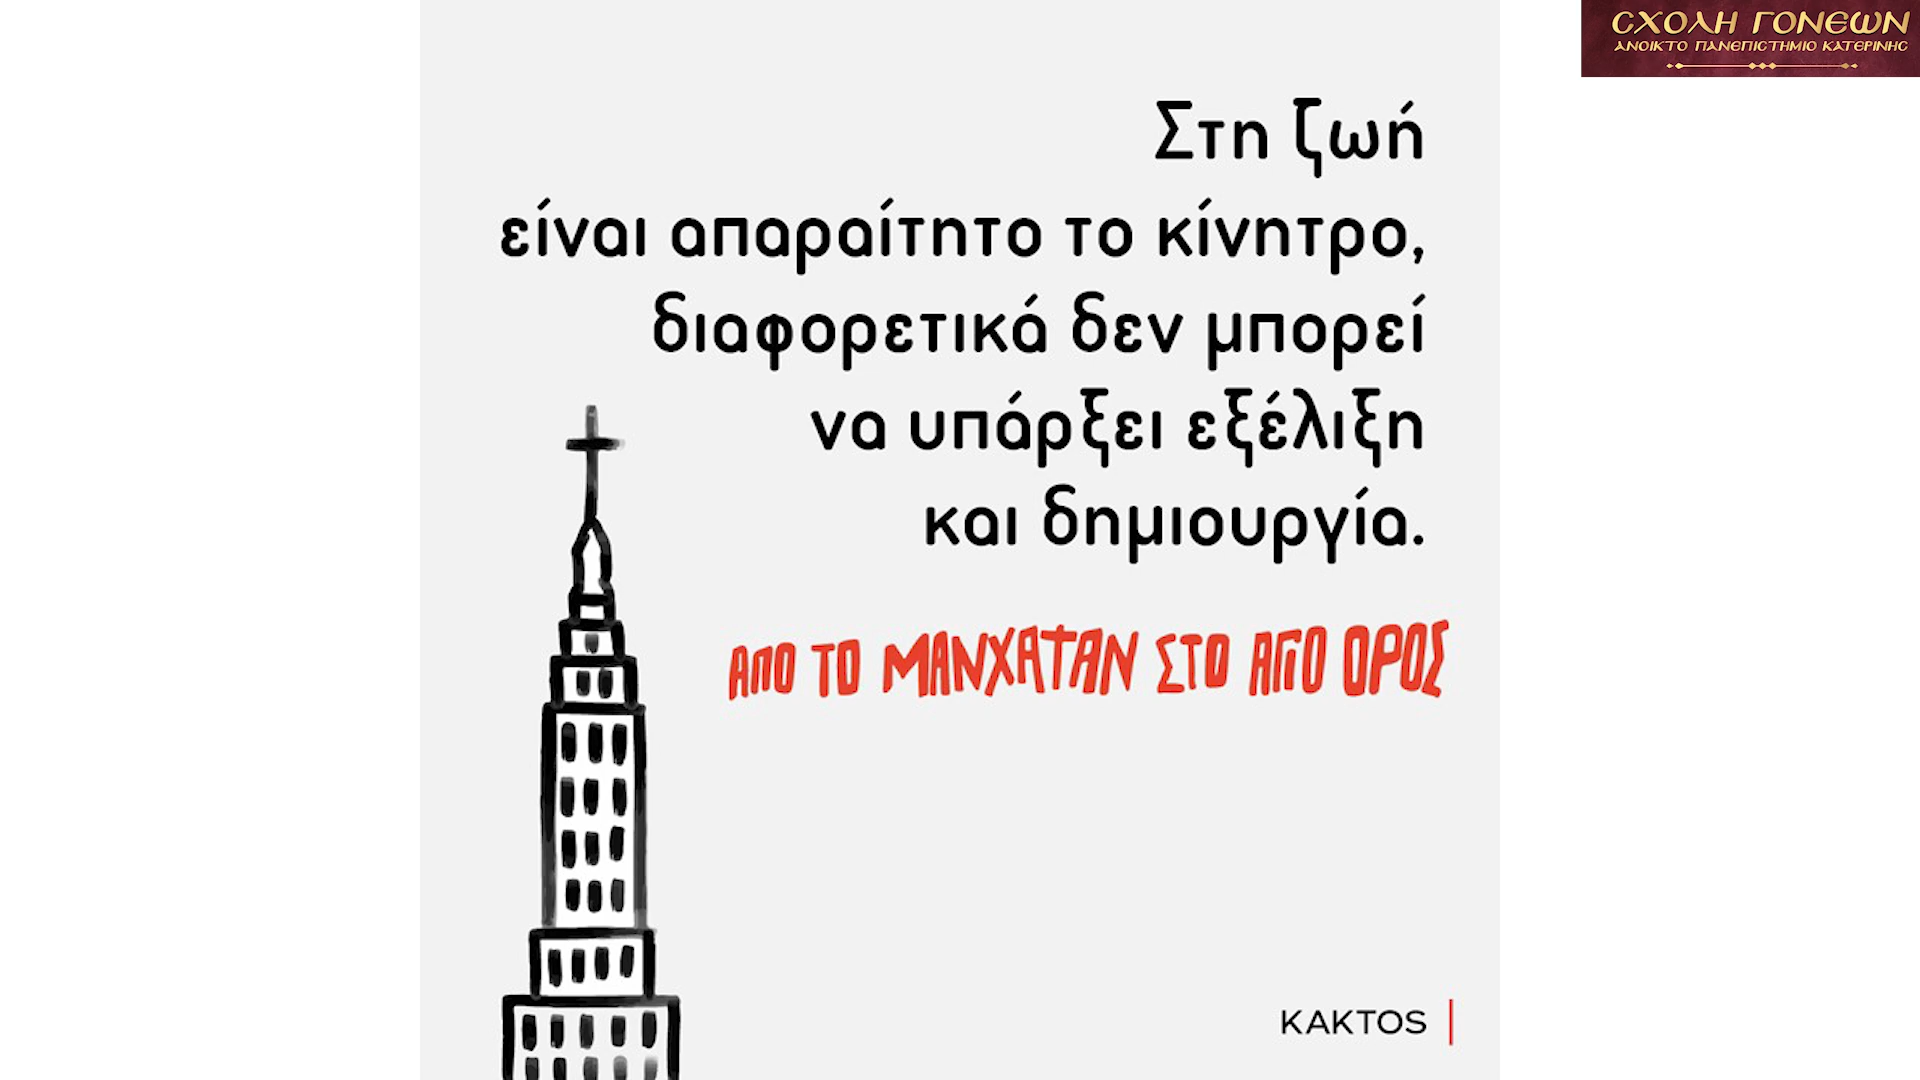 ΣΧΟΛΗ ΓΟΝΕΩΝ
ΑΝΟΙΚΤΟ ΠΑΝΕΠΙΣΤΗΜΙΟ ΚΑΤΕΡΙΝΗΣ
Στη ζωή
είναι απαραίτητο το κίνητρο,
διαφορετικά δεν μπορεί
να υπάρξει εξέλιξη
και δημιουργία.
ΑΠΟ ΤΟ ΜΑΝΧΑΤΑΝ ΣΤΟ ΑΓΙΟ ΟΡΟΣ
KAKTOS